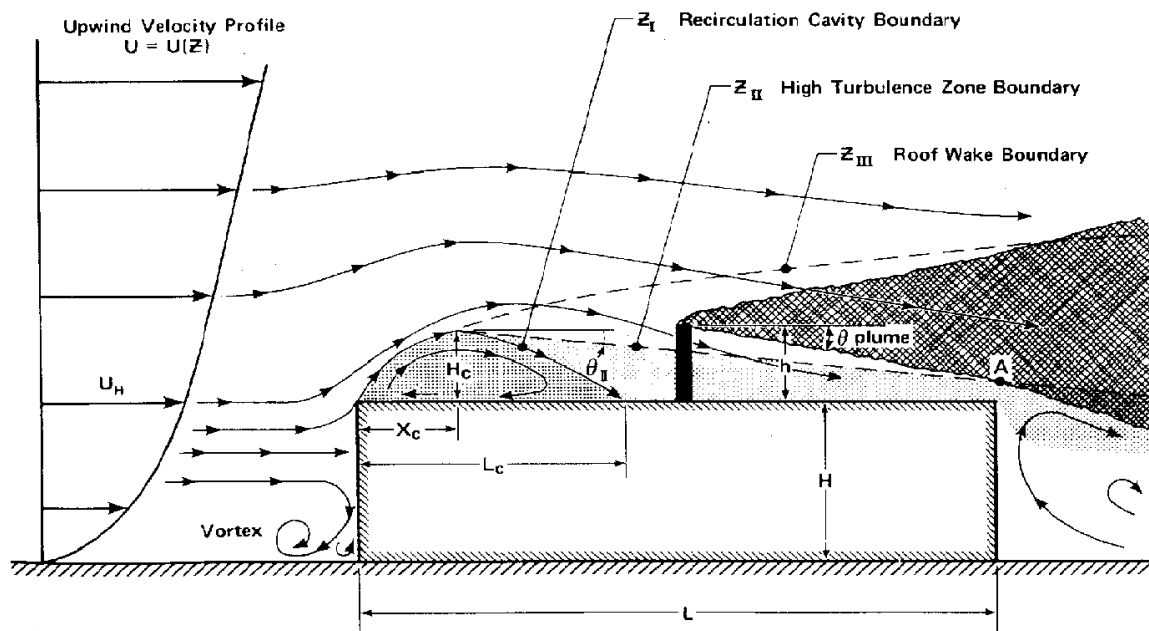 Upwind Velocity Profile
U = U(Z)
Z_I Recirculation Cavity Boundary
Z_II High Turbulence Zone Boundary
Z_III Roof Wake Boundary
θ plume
A
θ_II
h
H_c
U_H
X_c
L_c
H
Vortex
L